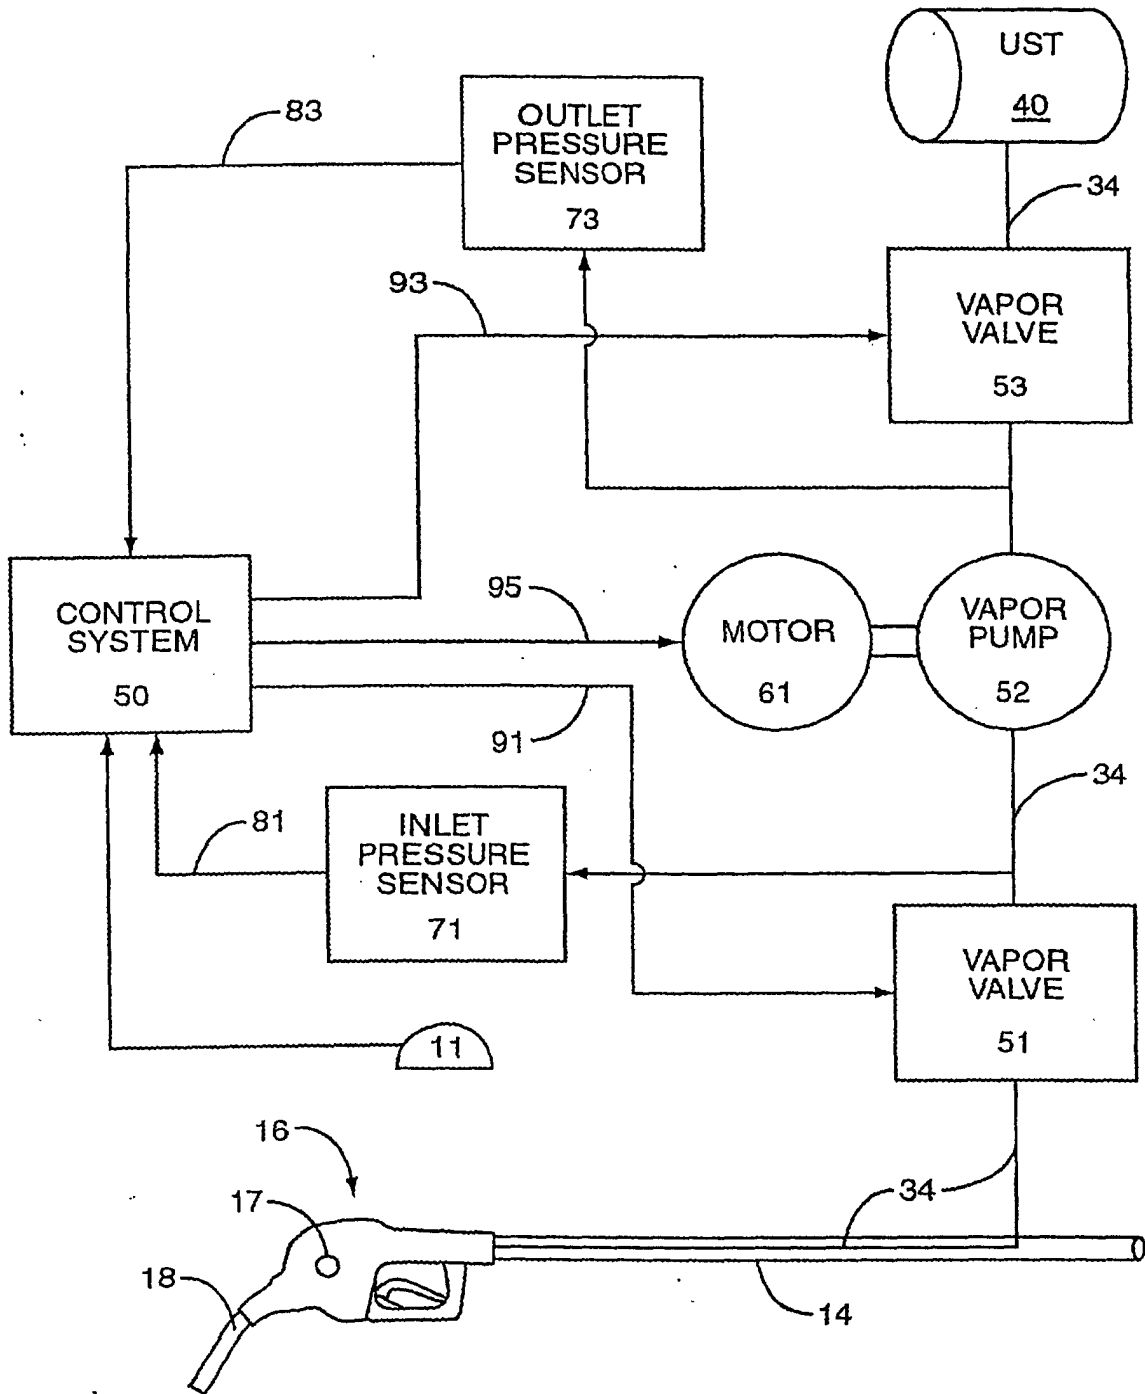 UST
40
83
OUTLET
PRESSURE
SENSOR
73
34
93
VAPOR
VALVE
53
CONTROL
SYSTEM
50
95
MOTOR
61
VAPOR
PUMP
52
91
34
81
INLET
PRESSURE
SENSOR
71
VAPOR
VALVE
51
11
16
17
34
18
14